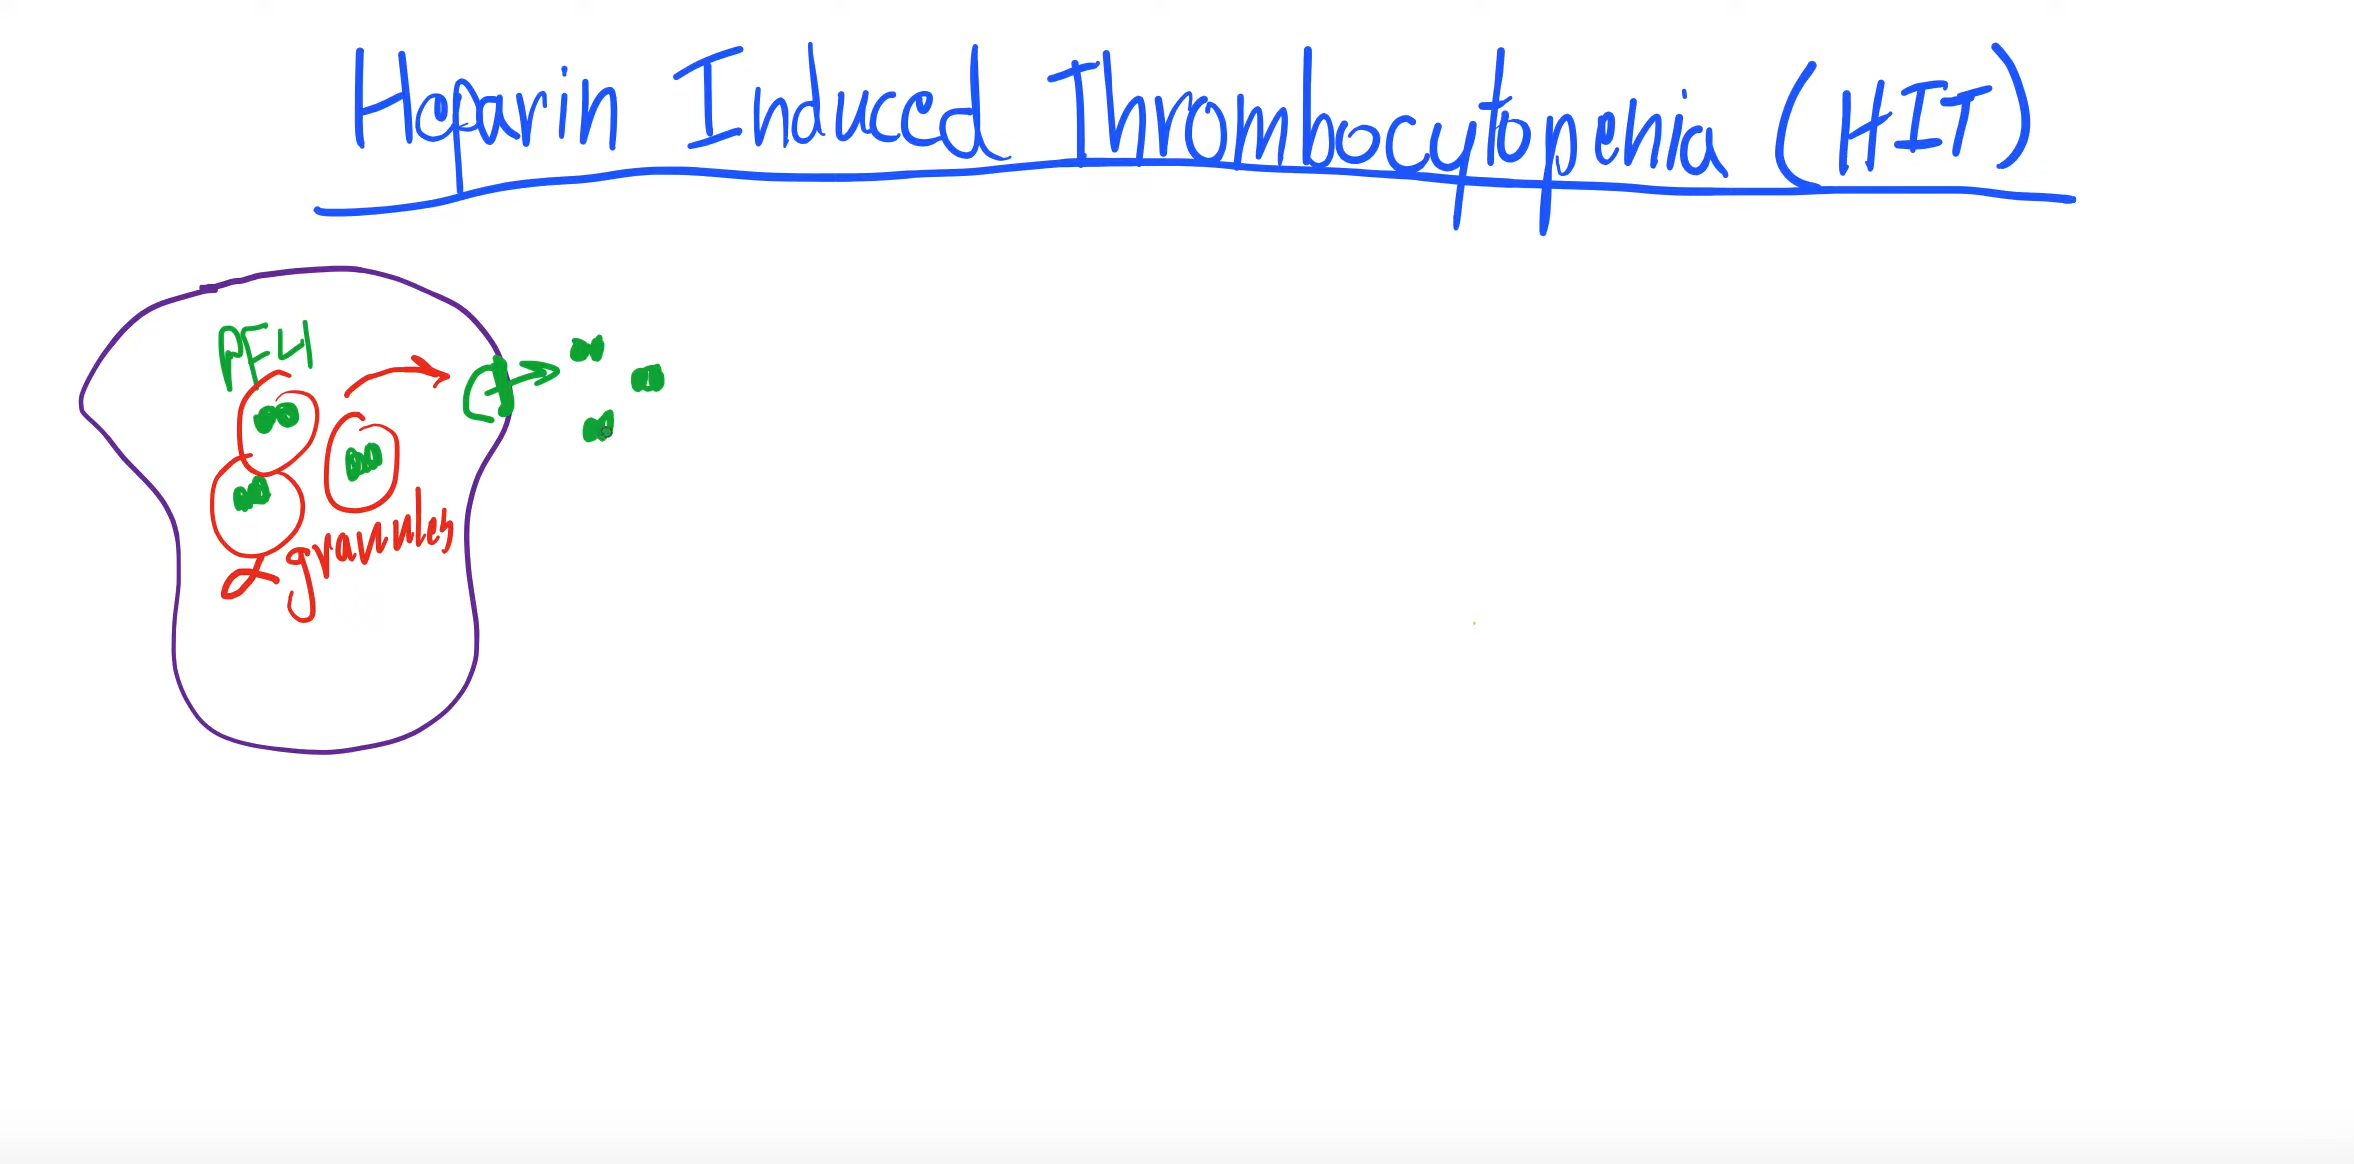 Heparin Induced Thrombocytopenia (HIT)
PF4
α granules